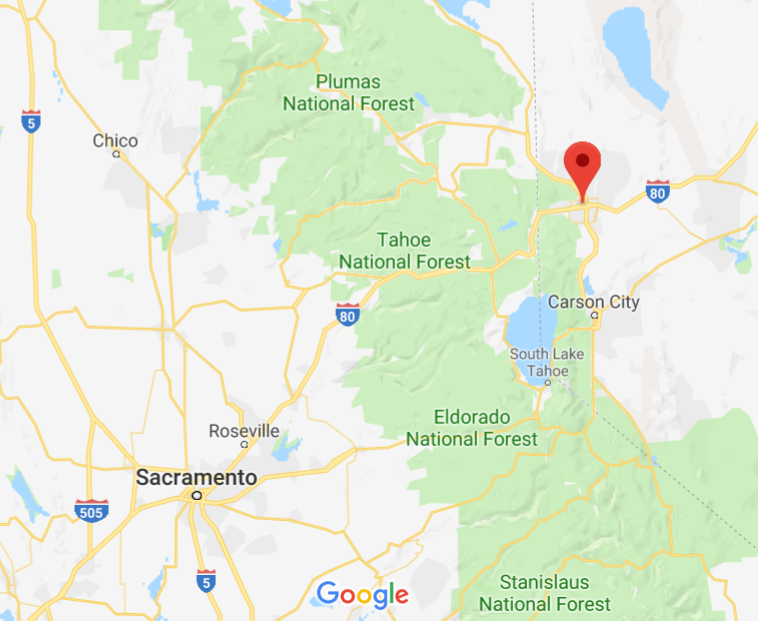 Plumas
National Forest
5
Chico
80
Tahoe
National Forest
Carson City
80
South Lake
Tahoe
Eldorado
National Forest
Roseville
Sacramento
505
5
Google
Stanislaus
National Forest